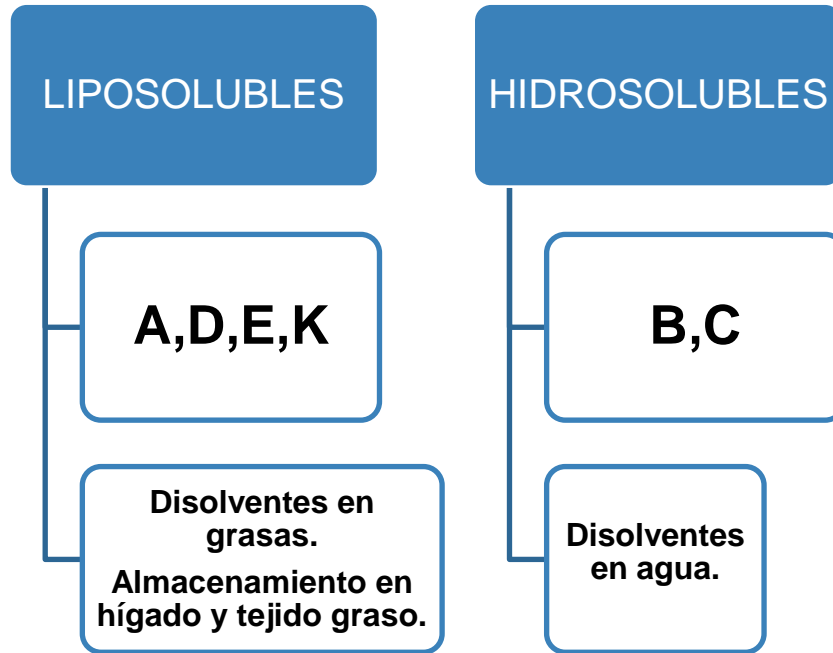 LIPOSOLUBLES
A,D,E,K
Disolventes en
grasas.
Almacenamiento en
hígado y tejido graso.
HIDROSOLUBLES
B,C
Disolventes
en agua.